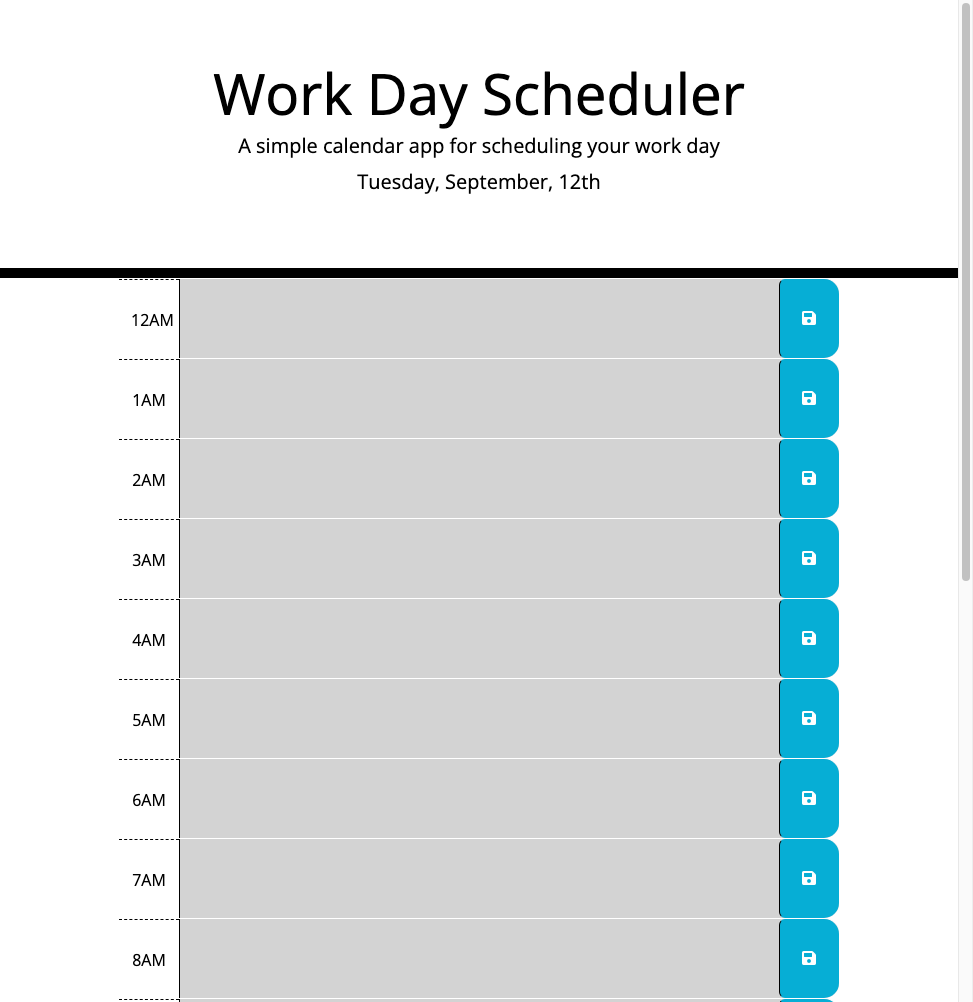 Work Day Scheduler
A simple calendar app for scheduling your work day
Tuesday, September, 12th
12AM
1AM
2AM
3AM
4AM
5AM
6AM
7AM
8AM